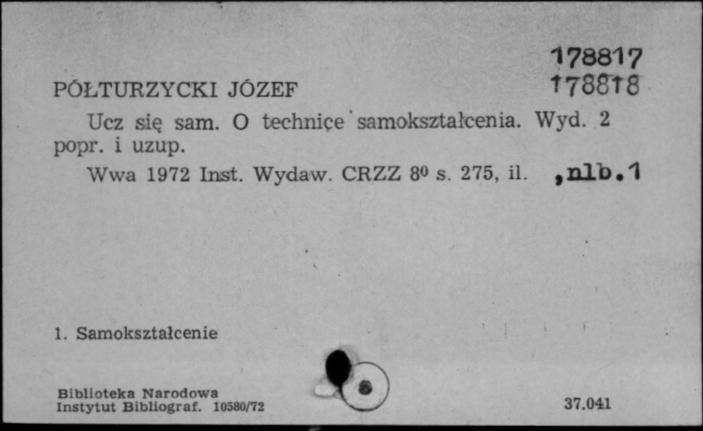 178817
PÓŁTURZYCKI JÓZEF 178818
Ucz się sam. O technice samokształcenia. Wyd. 2
popr. i uzup.
Wwa 1972 Inst. Wydaw. CRZZ 8⁰ s. 275, il. ,nlb.1
1. Samokształcenie
Biblioteka Narodowa
Instytut Bibliograf. 10580/72 37.041